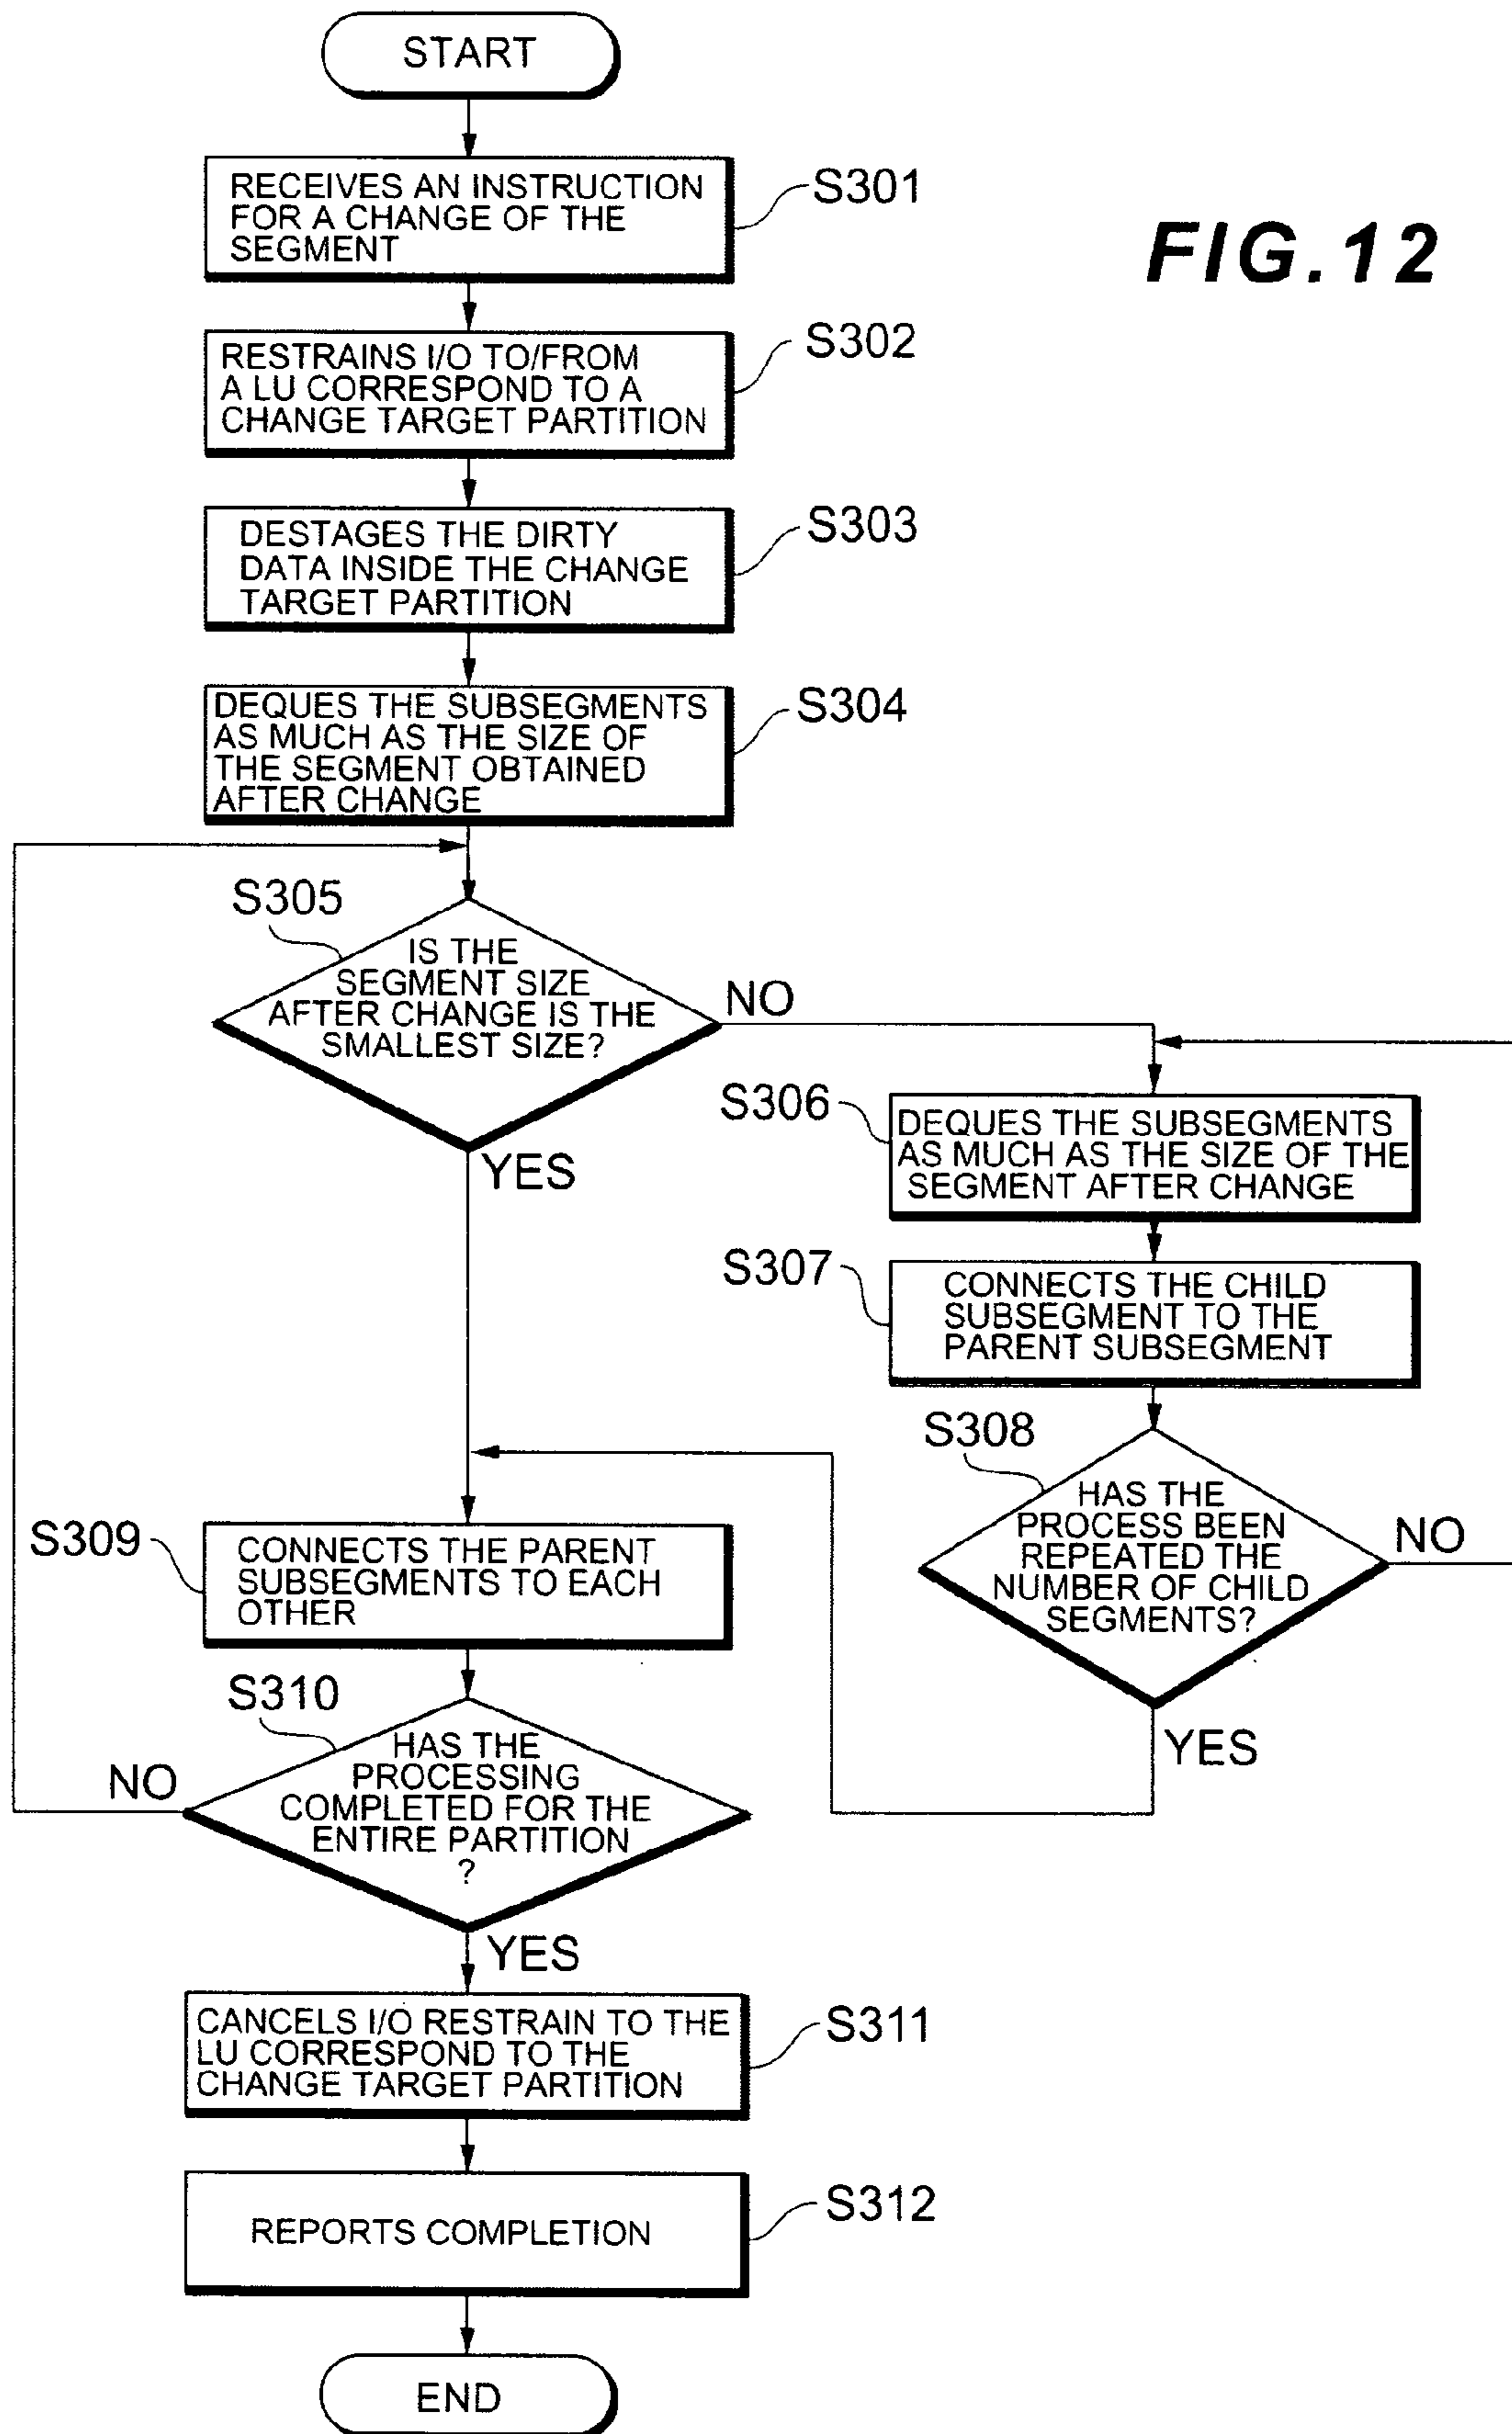 START
RECEIVES AN INSTRUCTION
FOR A CHANGE OF THE
SEGMENT
S301
FIG.12
RESTRAINS I/O TO/FROM
A LU CORRESPOND TO A
CHANGE TARGET PARTITION
S302
DESTAGES THE DIRTY
DATA INSIDE THE CHANGE
TARGET PARTITION
S303
DEQUES THE SUBSEGMENTS
AS MUCH AS THE SIZE OF
THE SEGMENT OBTAINED
AFTER CHANGE
S304
S305
IS THE
SEGMENT SIZE
AFTER CHANGE IS THE
SMALLEST SIZE?
NO
YES
S306
DEQUES THE SUBSEGMENTS
AS MUCH AS THE SIZE OF THE
SEGMENT AFTER CHANGE
S307
CONNECTS THE CHILD
SUBSEGMENT TO THE
PARENT SUBSEGMENT
S308
HAS THE
PROCESS BEEN
REPEATED THE
NUMBER OF CHILD
SEGMENTS?
NO
YES
S309
CONNECTS THE PARENT
SUBSEGMENTS TO EACH
OTHER
S310
HAS THE
PROCESSING
COMPLETED FOR THE
ENTIRE PARTITION
?
NO
YES
CANCELS I/O RESTRAIN TO THE
LU CORRESPOND TO THE
CHANGE TARGET PARTITION
S311
REPORTS COMPLETION
S312
END